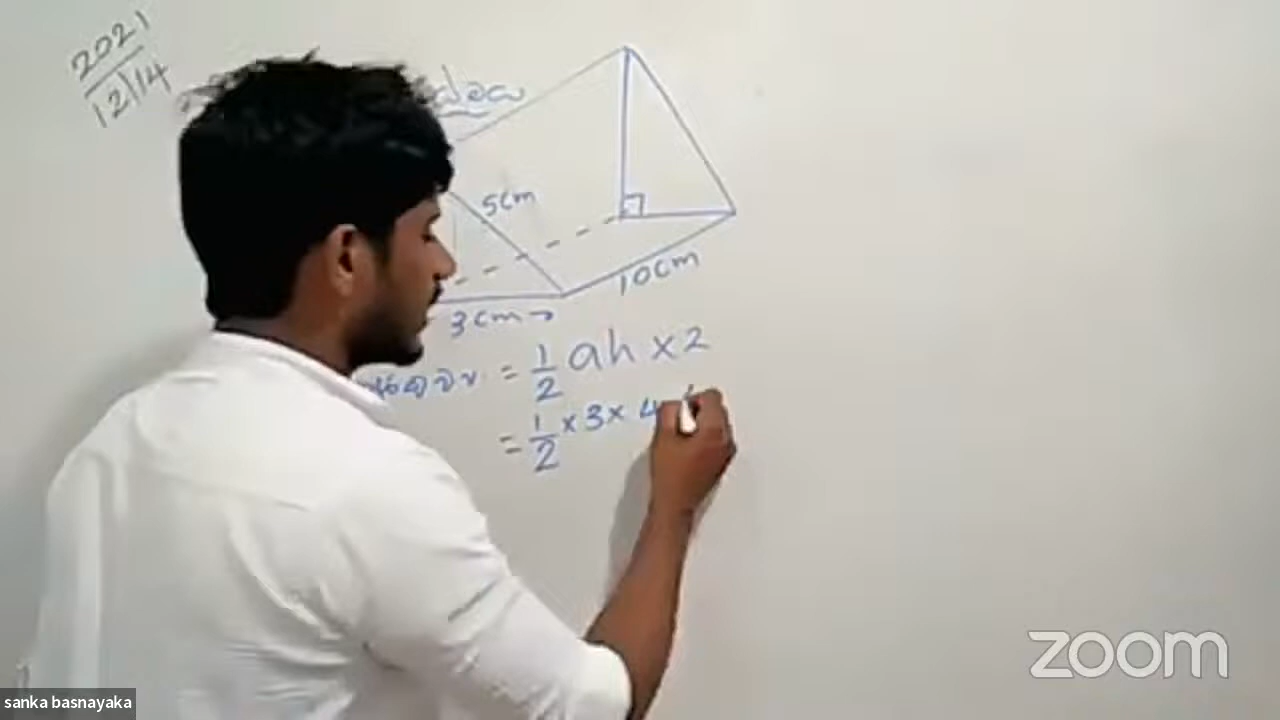 2021
12/14
5cm
10cm
3cm →
= 1/2 ah × 2
= 1/2 × 3 × 4
zoom
sanka basnayaka